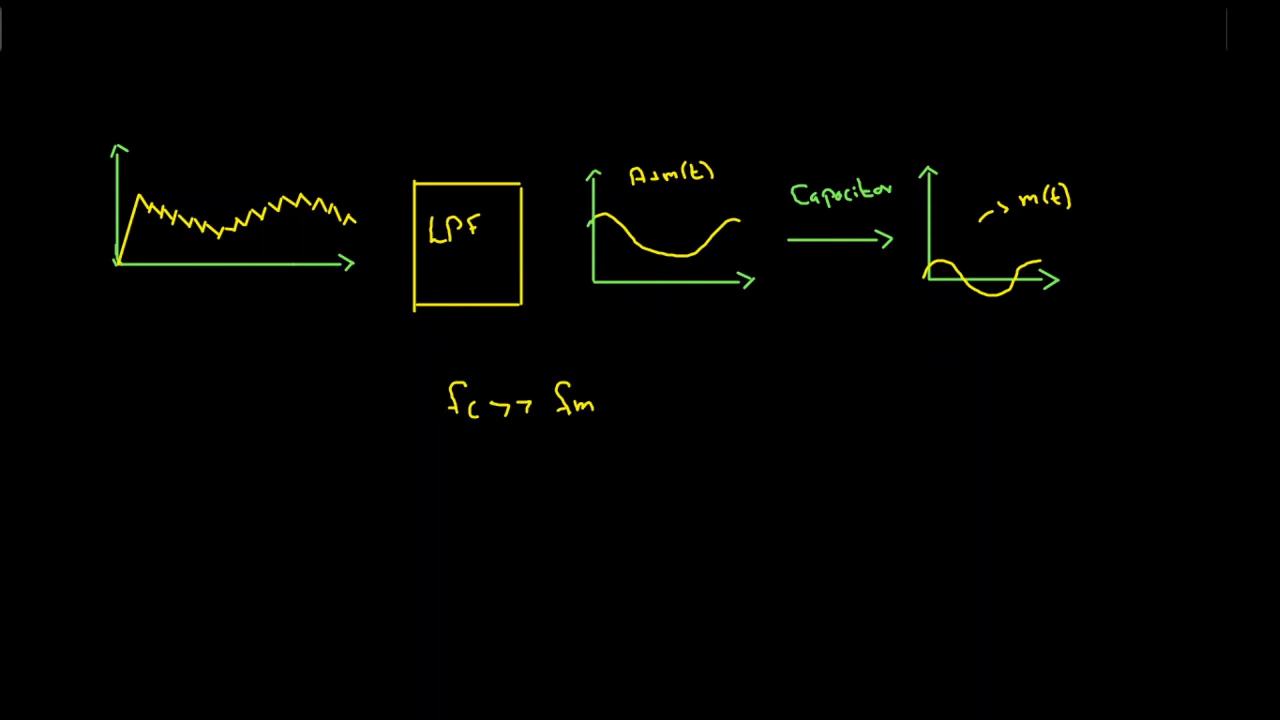 A+m(t)
Capacitor
m(t)
LPF
fc >> fm